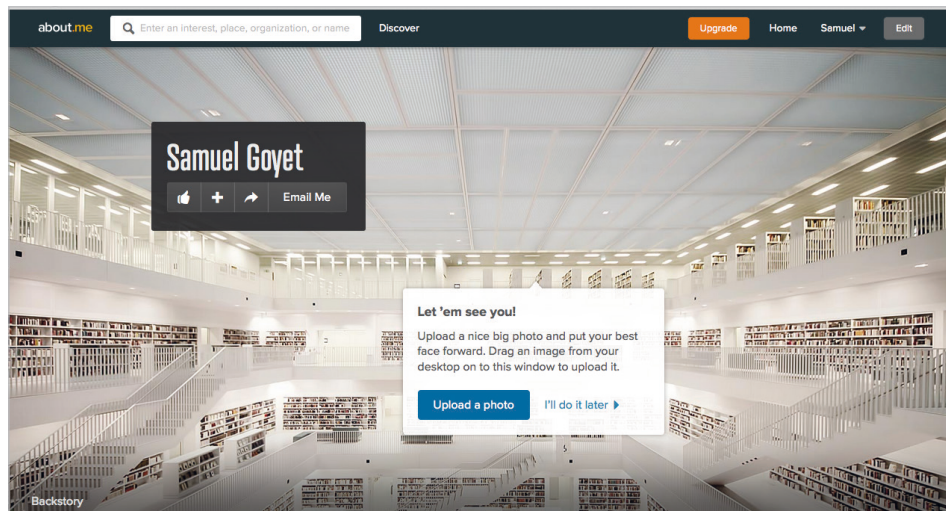 about.me
Enter an interest, place, organization, or name
Discover
Upgrade
Home
Samuel
Edit
Samuel Goyet
Email Me
Let 'em see you!
Upload a nice big photo and put your best
face forward. Drag an image from your
desktop on to this window to upload it.
Upload a photo
I'll do it later
Backstory